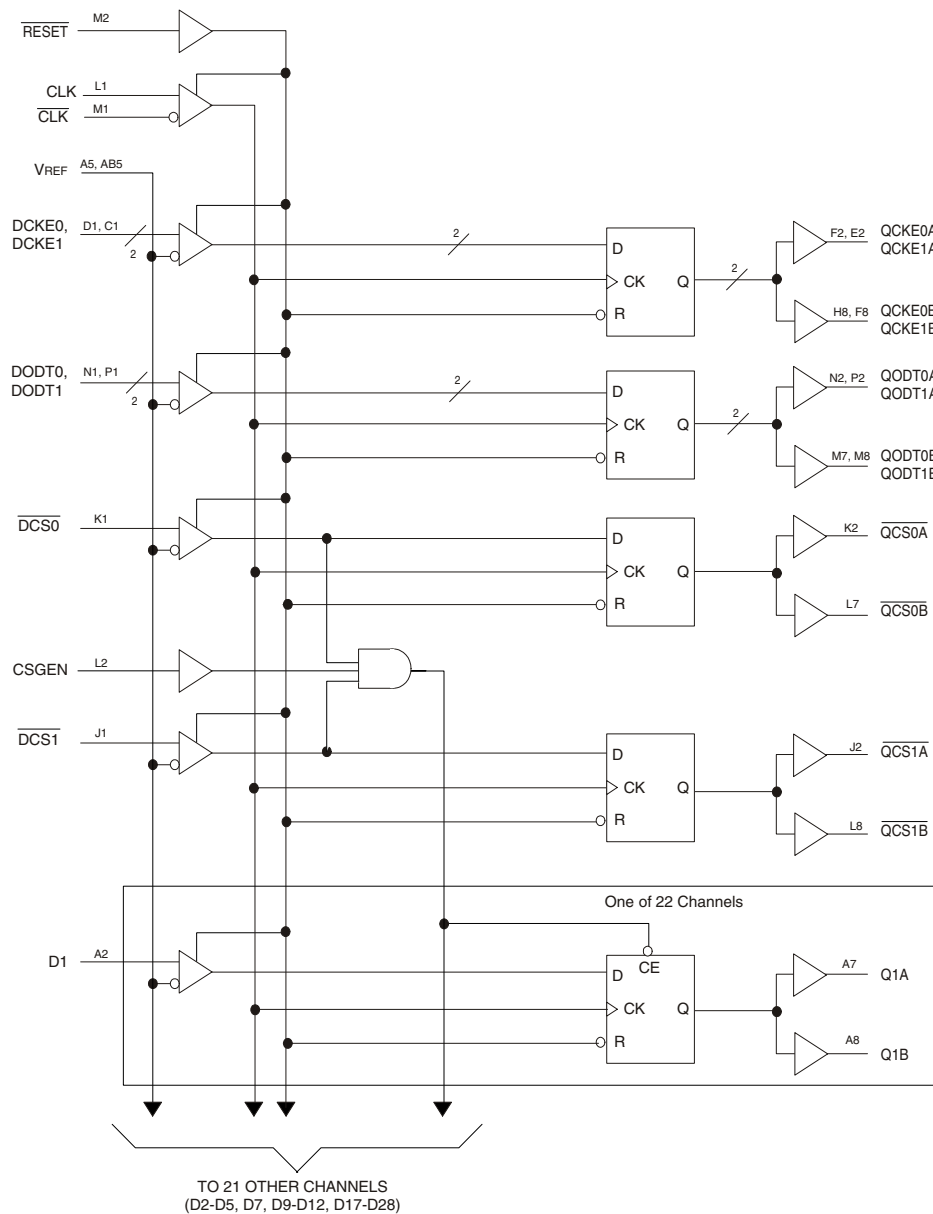 RESET M2
CLK L1
CLK M1
VREF A5, AB5
DCKE0, D1, C1
DCKE1 2
2
D
CK Q
R
2
F2, E2 QCKE0A
QCKE1A
H8, F8 QCKE0B
QCKE1B
DODT0, N1, P1
DODT1 2
2
D
CK Q
R
2
N2, P2 QODT0A
QODT1A
M7, M8 QODT0B
QODT1B
DCS0 K1
D
CK Q
R
K2 QCS0A
L7 QCS0B
CSGEN L2
DCS1 J1
D
CK Q
R
J2 QCS1A
L8 QCS1B
One of 22 Channels
D1 A2
CE
D
CK Q
R
A7 Q1A
A8 Q1B
TO 21 OTHER CHANNELS
(D2-D5, D7, D9-D12, D17-D28)